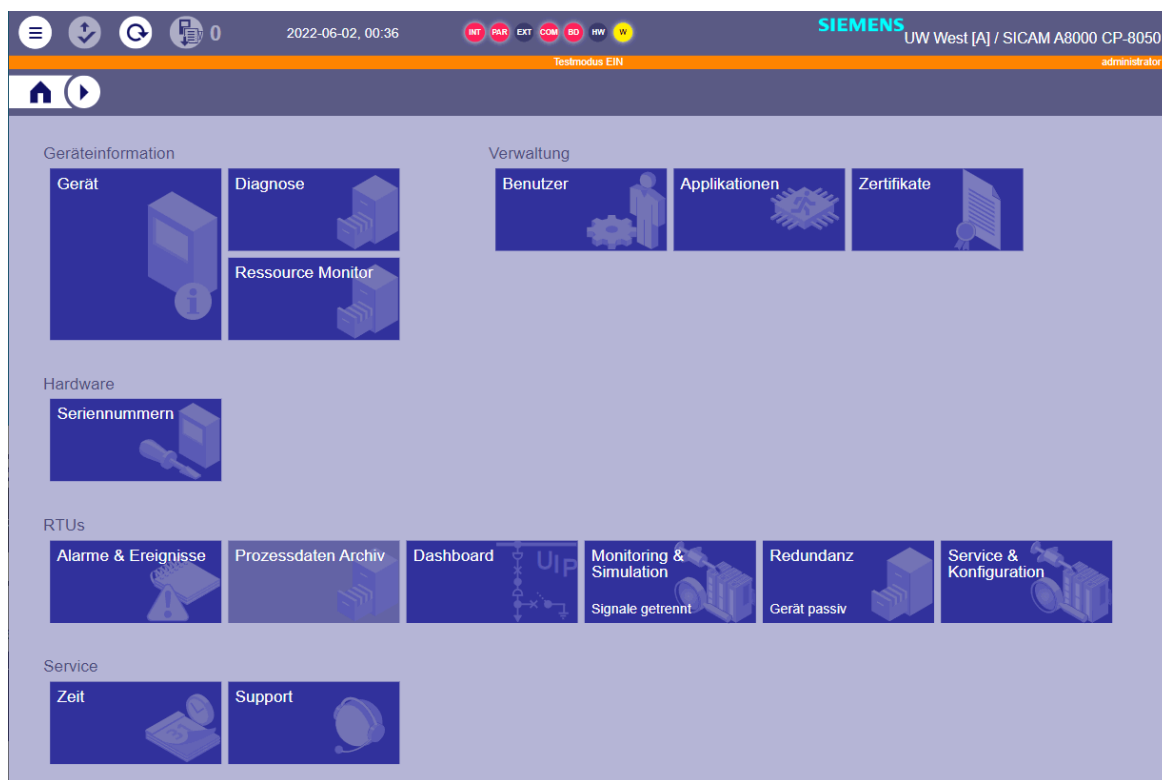 0
2022-06-02, 00:36
INT PAR EXT COM BD HW W
SIEMENS
UW West [A] / SICAM A8000 CP-8050
Testmodus EIN
administrator
Geräteinformation
Gerät
Diagnose
Ressource Monitor
Verwaltung
Benutzer
Applikationen
Zertifikate
Hardware
Seriennummern
RTUs
Alarme & Ereignisse
Prozessdaten Archiv
Dashboard
UIP
Monitoring &
Simulation
Signale getrennt
Redundanz
Gerät passiv
Service &
Konfiguration
Service
Zeit
31
Support